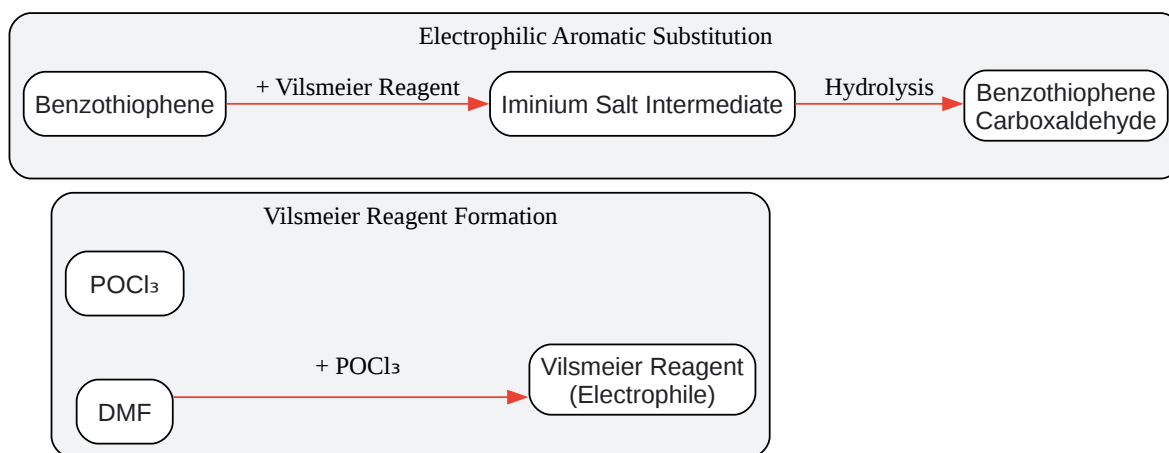 Electrophilic Aromatic Substitution
Benzothiophene
+ Vilsmeier Reagent
Iminium Salt Intermediate
Hydrolysis
Benzothiophene
Carboxaldehyde
Vilsmeier Reagent Formation
POCl₃
DMF
+ POCl₃
Vilsmeier Reagent
(Electrophile)